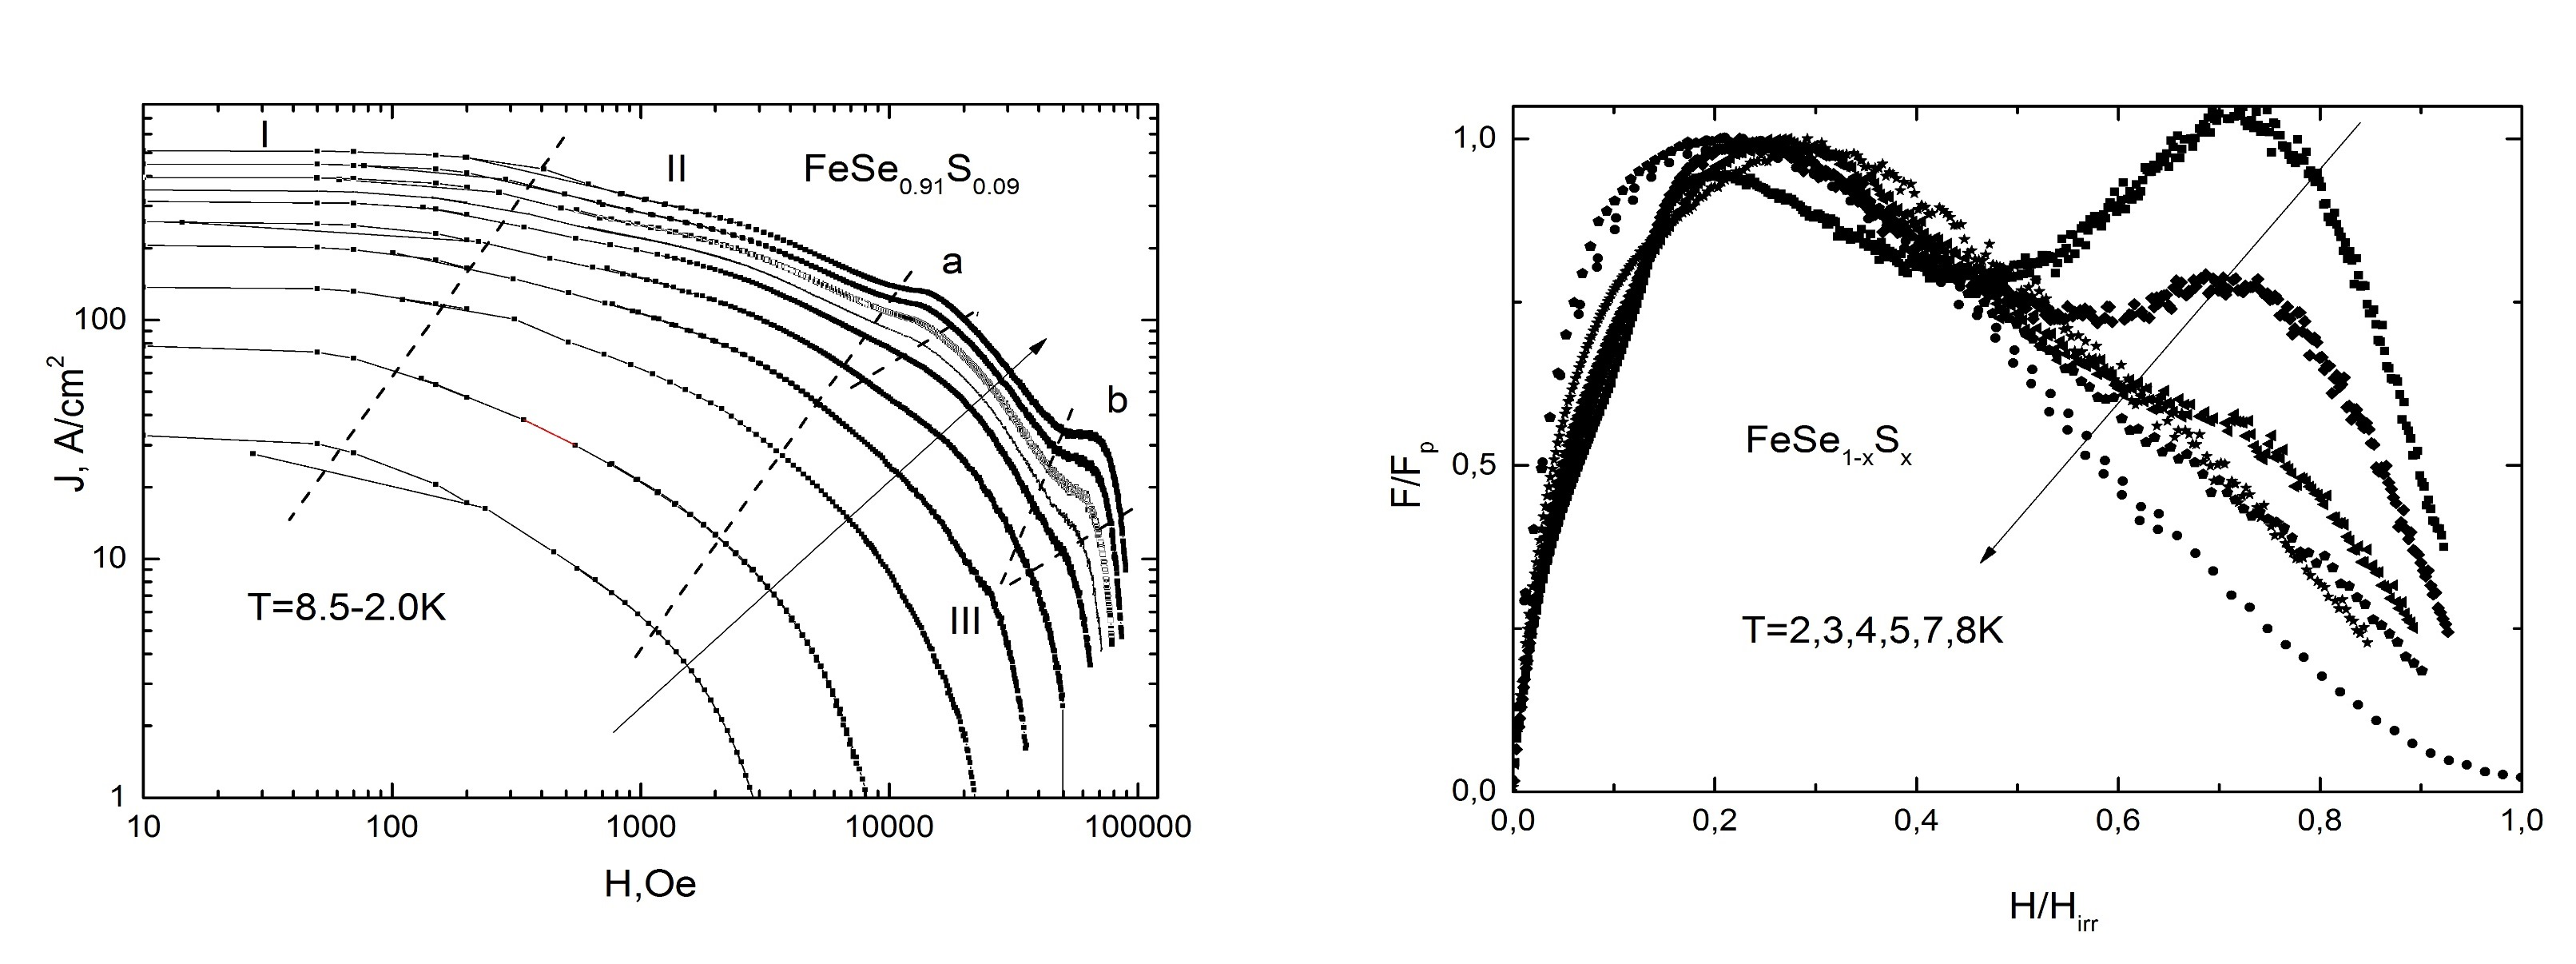 I
II
FeSe0.91S0.09
a
b
III
T=8.5-2.0K
J, A/cm2
100
10
1
10
100
1000
10000
100000
H,Oe
1,0
0,5
0,0
F/Fp
FeSe1-xSx
T=2,3,4,5,7,8K
0,0
0,2
0,4
0,6
0,8
1,0
H/Hirr